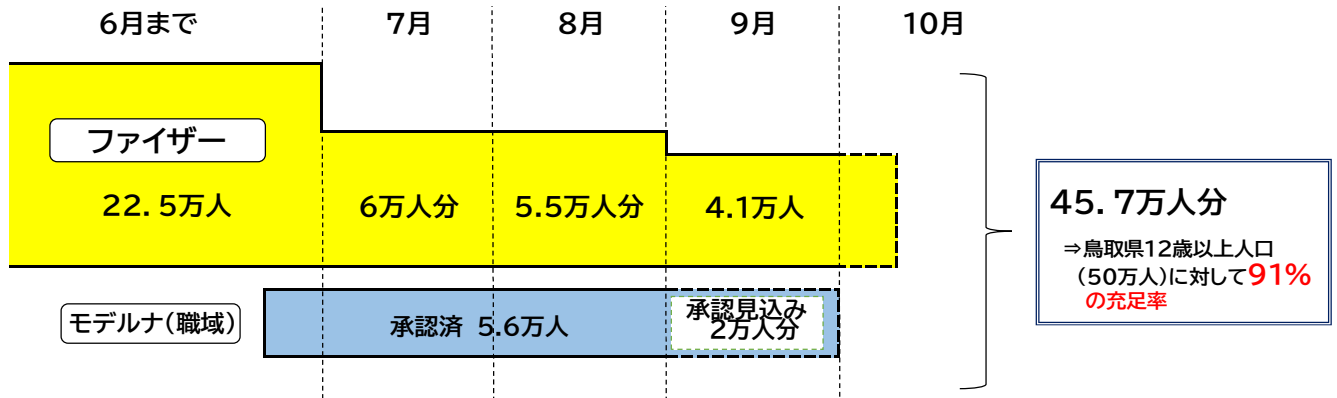 6月まで 7月 8月 9月 10月
ファイザー
22.5万人 6万人分 5.5万人分 4.1万人
モデルナ(職域)
承認済 5.6万人
承認見込み
2万人分
45.7万人分
⇒鳥取県12歳以上人口
(50万人)に対して91%
の充足率